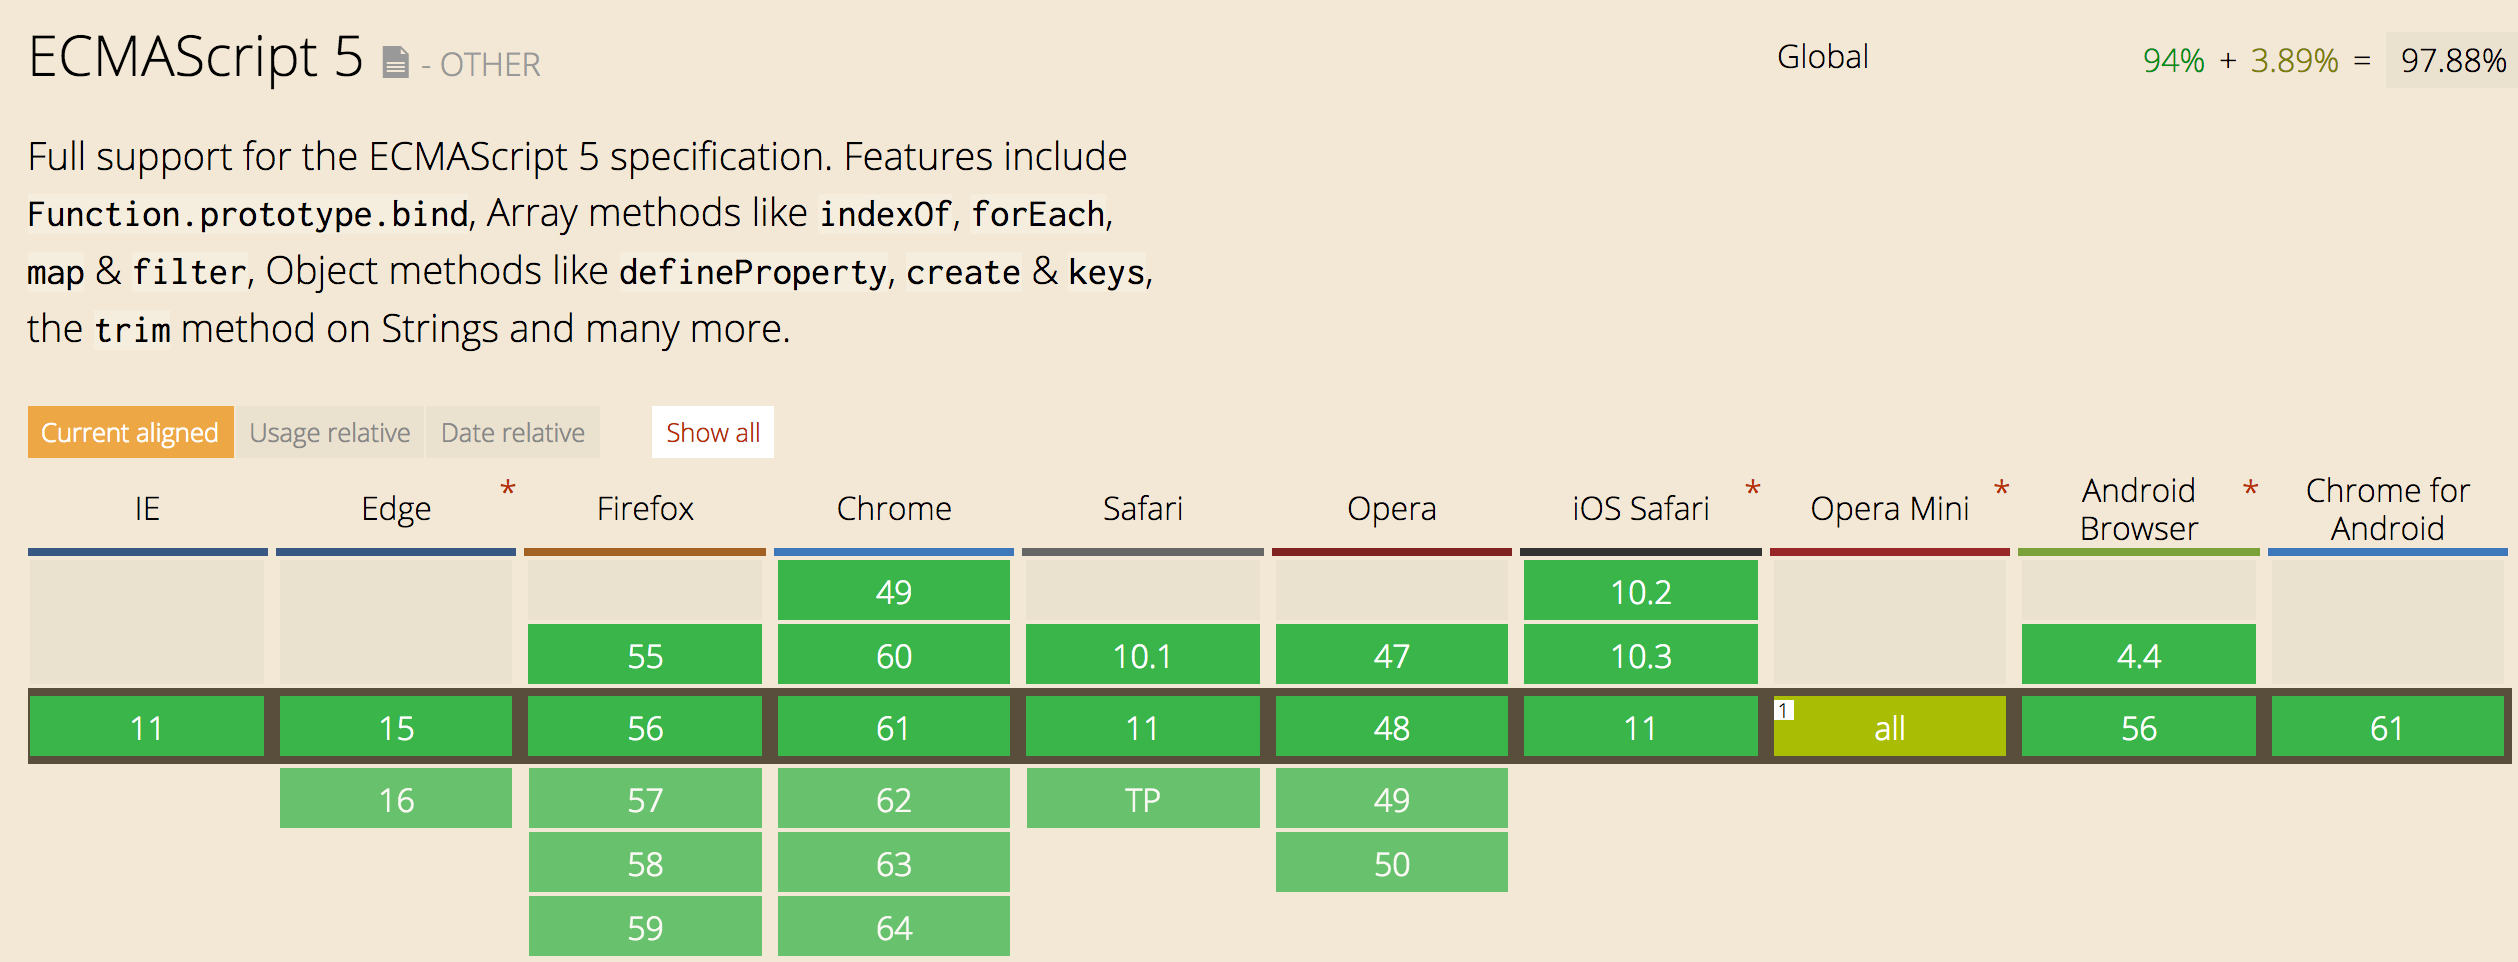 ECMAScript 5 - OTHER
Global 94% + 3.89% = 97.88%
Full support for the ECMAScript 5 specification. Features include
Function.prototype.bind, Array methods like indexOf, forEach,
map & filter, Object methods like defineProperty, create & keys,
the trim method on Strings and many more.
Current aligned Usage relative Date relative Show all
IE Edge * Firefox Chrome Safari Opera iOS Safari * Opera Mini * Android Browser * Chrome for Android
49 10.2
55 60 10.1 47 10.3 4.4
11 15 56 61 11 48 11 1 all 56 61
16 57 62 TP 49
58 63 50
59 64